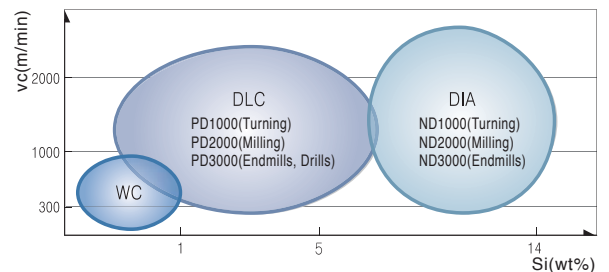 vc(m/min)
2000
1000
300
DLC
PD1000(Turning)
PD2000(Milling)
PD3000(Endmills, Drills)
DIA
ND1000(Turning)
ND2000(Milling)
ND3000(Endmills)
WC
1
5
14
Si(wt%)